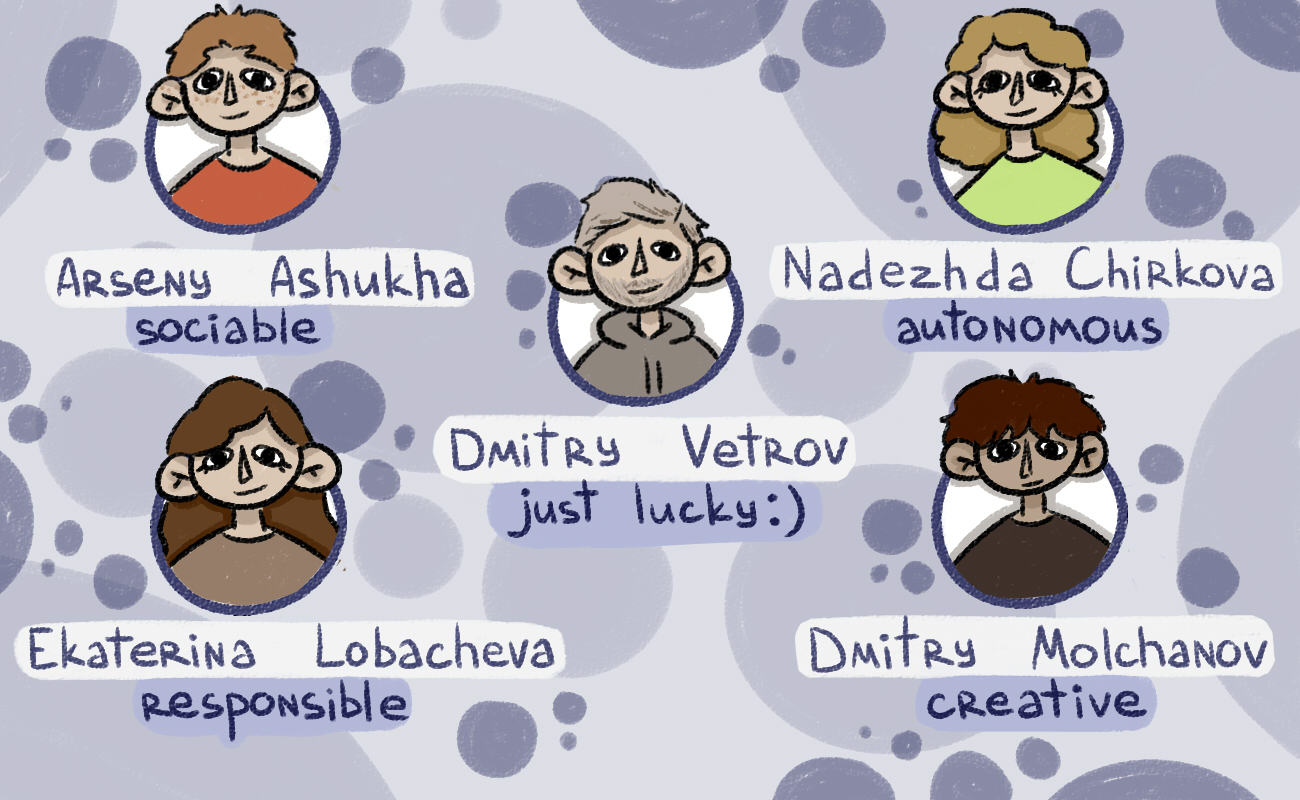 Arseny Ashukha
sociable
Nadezhda Chirkova
autonomous
Dmitry Vetrov
just lucky:)
Ekaterina Lobacheva
responsible
Dmitry Molchanov
creative